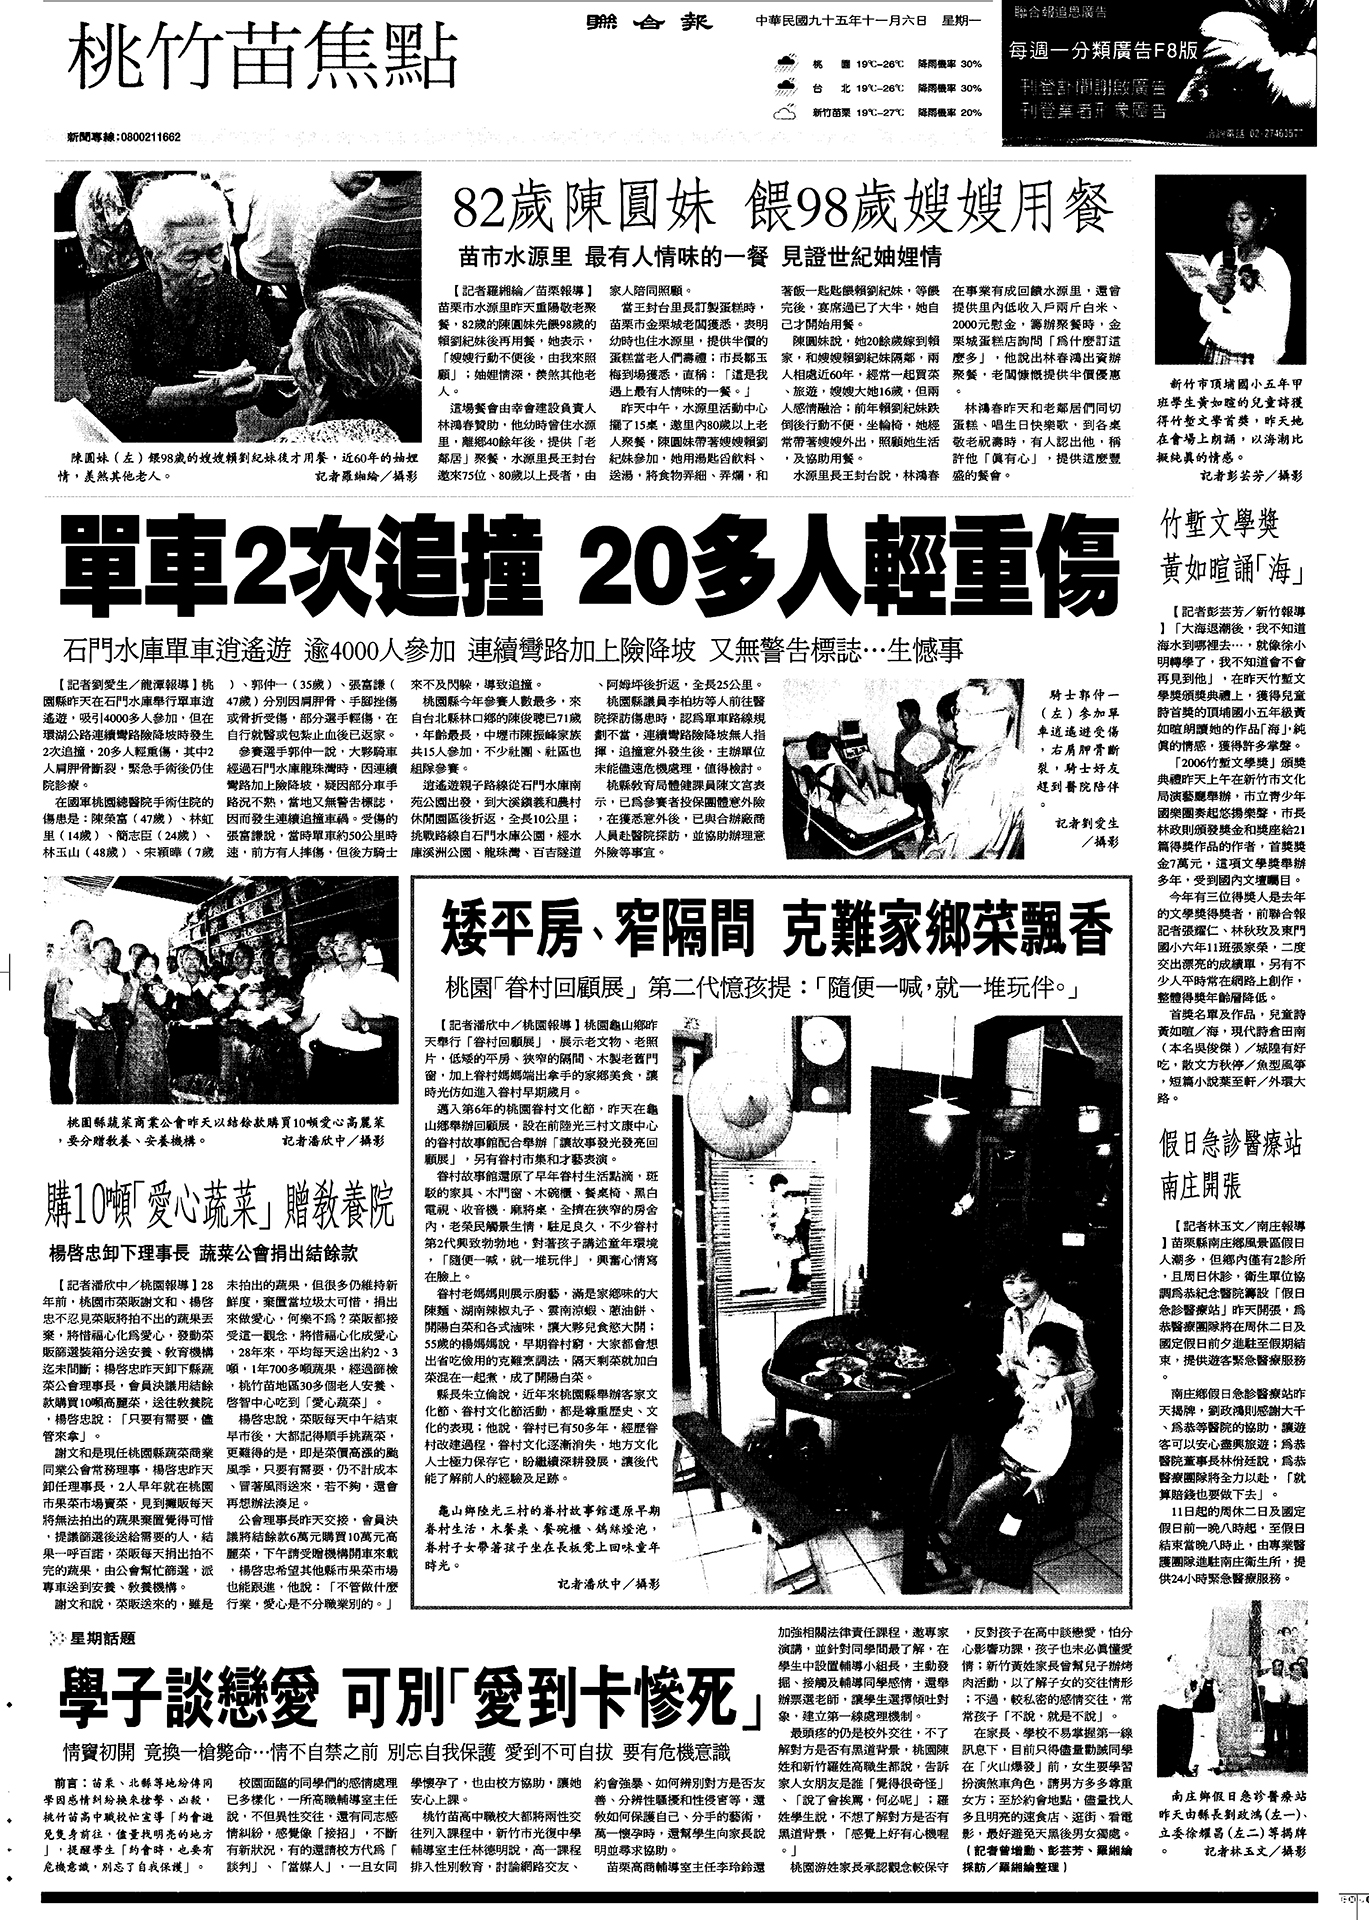 桃竹苗焦點
新聞專線:0800211662
聯合報
中華民國九十五年十一月六日　星期一
桃　園 19℃-26℃　降雨機率 30%
台　北 19℃-26℃　降雨機率 30%
新竹苗栗 19℃-27℃　降雨機率 20%
聯合報追思廣告
每週一分類廣告F8版
82歲陳圓妹 餵98歲嫂嫂用餐
苗市水源里 最有人情味的一餐 見證世紀妯娌情
【記者羅緗綸／苗栗報導】
苗栗市水源里昨天重陽敬老聚
餐，82歲的陳圓妹先餵98歲的
賴劉紀妹後再用餐，她表示，
「嫂嫂行動不便後，由我來照
顧」；妯娌情深，羨煞其他老
人。
這場餐會由幸會建設負責人
林鴻春贊助，他幼時曾住水源
里，離鄉40餘年後，提供「老
鄰居」聚餐，水源里長王封台
邀來75位、80歲以上長者，由
家人陪同照顧。
當王封台里長訂製蛋糕時，
苗栗市金栗城老闆獲悉，表明
幼時也住水源里，提供半價的
蛋糕當老人們壽禮；市長鄒玉
梅到場獲悉，直稱：「這是我
遇上最有人情味的一餐。」
昨天中午，水源里活動中心
擺了15桌，邀里內80歲以上老
人聚餐，陳圓妹帶著嫂嫂賴劉
紀妹參加，她用湯匙舀飲料、
送湯，將食物弄細、弄爛，和
著飯一匙匙餵賴劉紀妹，等餵
完後，宴席過已了大半，她自
己才開始用餐。
陳圓妹說，她20餘歲嫁到賴
家，和嫂嫂賴劉紀妹隔鄰，兩
人相處近60年，經常一起買菜
、旅遊，嫂嫂大她16歲，但兩
人感情融洽；前年賴劉紀妹跌
倒後行動不便，坐輪椅，她經
常帶著嫂嫂外出，照顧她生活
，及協助用餐。
水源里長王封台說，林鴻春
在事業有成回饋水源里，還曾
提供里內低收入戶兩斤白米、
2000元慰金，籌辦聚餐時，金
栗城蛋糕店詢問「為什麼訂這
麼多」，他說出林春鴻出資辦
聚餐，老闆慷慨提供半價優惠
。
林鴻春昨天和老鄰居們同切
蛋糕、唱生日快樂歌，到各桌
敬老祝壽時，有人認出他，稱
許他「真有心」，提供這麼豐
盛的餐會。
陳圓妹（左）餵98歲的嫂嫂賴劉紀妹後才用餐，近60年的妯娌
情，羨煞其他老人。　記者羅緗綸／攝影
新竹市頂埔國小五年甲
班學生黃如暄的兒童詩獲
得竹塹文學首獎，昨天她
在會場上朗誦，以海潮比
擬純真的情感。
記者彭芸芳／攝影
單車2次追撞 20多人輕重傷
石門水庫單車逍遙遊 逾4000人參加 連續彎路加上險降坡 又無警告標誌…生憾事
【記者劉愛生／龍潭報導】桃
園縣昨天在石門水庫舉行單車逍
遙遊，吸引4000多人參加，但在
環湖公路連續彎路險降坡時發生
2次追撞，20多人輕重傷，其中2
人肩胛骨斷裂，緊急手術後仍住
院診療。
在國軍桃園總醫院手術住院的
傷患是：陳榮富（47歲）、林虹
里（14歲）、簡志臣（24歲）、
林玉山（48歲）、宋穎曄（7歲
）、郭仲一（35歲）、張富謙（
47歲）分別因肩胛骨、手腳挫傷
或骨折受傷，部分選手輕傷，在
自行就醫或包紮止血後已返家。
參賽選手郭仲一說，大夥騎車
經過石門水庫龍珠灣時，因連續
彎路加上險降坡，疑因部分車手
路況不熟，當地又無警告標誌，
因而發生連續追撞車禍。受傷的
張富謙說，當時單車約50公里時
速，前方有人摔傷，但後方騎士
來不及閃躲，導致追撞。
桃園縣今年參賽人數最多，來
自台北縣林口鄉的陳俊聰已71歲
，年齡最長，中壢市陳振峰家族
共15人參加，不少社團、社區也
組隊參賽。
逍遙遊親子路線從石門水庫南
苑公園出發，到大溪鎮義和農村
休閒園區後折返，全長10公里；
挑戰路線自石門水庫公園，經水
庫溪洲公園、龍珠灣、百吉隧道
、阿姆坪後折返，全長25公里。
桃園縣議員李柏坊等人前往醫
院探訪傷患時，認為單車路線規
劃不當，連續彎路險降坡無人指
揮，追撞意外發生後，主辦單位
未能儘速危機處理，值得檢討。
桃縣教育局體健課員陳文宮表
示，已為參賽者投保團體意外險
，在獲悉意外後，已與合辦廠商
人員赴醫院探訪，並協助辦理意
外險等事宜。
騎士郭仲一
（左）參加單
車逍遙遊受傷
，右肩胛骨斷
裂，騎士好友
趕到醫院陪伴
。
記者劉愛生
／攝影
竹塹文學獎
黃如暄誦「海」
【記者彭芸芳／新竹報導
】「大海退潮後，我不知道
海水到哪裡去…，就像徐小
明轉學了，我不知道會不會
再見到他」，在昨天竹塹文
學獎頒獎典禮上，獲得兒童
詩首獎的頂埔國小五年級黃
如暄朗讀她的作品「海」，純
真的情感，獲得許多掌聲。
「2006竹塹文學獎」頒獎
典禮昨天上午在新竹市文化
局演藝廳舉辦，市立青少年
國樂團奏起悠揚樂聲，市長
林政則頒發獎金和獎座給21
篇得獎作品的作者，首獎獎
金7萬元，這項文學獎舉辦
多年，受到國內文壇矚目。
今年有三位得獎人是去年
的文學獎得獎者，前聯合報
記者張耀仁、林秋玫及東門
國小六年11班張家榮，二度
交出漂亮的成績單，另有不
少人平時常在網路上創作，
整體得獎年齡層降低。
首獎名單及作品，兒童詩
黃如暄／海，現代詩倉田南
（本名吳俊傑）／城隍有好
吃，散文方秋停／魚型風箏
，短篇小說葉至軒／外環大
路。
桃園縣蔬菜商業公會昨天以結餘款購買10噸愛心高麗菜
，要分贈教養、安養機構。　記者潘欣中／攝影
購10噸「愛心蔬菜」贈教養院
楊啓忠卸下理事長 蔬菜公會捐出結餘款
【記者潘欣中／桃園報導】28
年前，桃園市菜販謝文和、楊啓
忠不忍見菜販將拍不出的蔬果丟
棄，將惜福心化為愛心，發動菜
販篩選裝箱分送安養、教育機構
迄未間斷；楊啓忠昨天卸下縣蔬
菜公會理事長，會員決議用結餘
款購買10噸高麗菜，送往教養院
，楊啓忠說：「只要有需要，儘
管來拿」。
謝文和是現任桃園縣蔬菜商業
同業公會常務理事，楊啓忠昨天
卸任理事長，2人早年就在桃園
市果菜市場賣菜，見到攤販每天
將無法拍出的蔬果棄置覺得可惜
，提議篩選後送給需要的人，結
果一呼百諾，菜販每天捐出拍不
完的蔬果，由公會幫忙篩選，派
專車送到安養、教養機構。
謝文和說，菜販送來的，雖是
未拍出的蔬果，但很多仍維持新
鮮度，棄置當垃圾太可惜，捐出
來做愛心，何樂不為？菜販都接
受這一觀念，將惜福心化成愛心
，28年來，平均每天送出約2、3
噸，1年700多噸蔬果，經過篩檢
，桃竹苗地區30多個老人安養、
啓智中心吃到「愛心蔬菜」。
楊啓忠說，菜販每天中午結束
早市後，大都記得順手挑蔬菜，
更難得的是，即是菜價高漲的颱
風季，只要有需要，仍不計成本
、冒著風雨送來，若不夠，還會
再想辦法湊足。
公會理事長昨天交接，會員決
議將結餘款6萬元購買10萬元高
麗菜，下午請受贈機構開車來載
，楊啓忠希望其他縣市果菜市場
也能跟進，他說：「不管做什麼
行業，愛心是不分職業別的。」
矮平房、窄隔間 克難家鄉菜飄香
桃園「眷村回顧展」第二代憶孩提：「隨便一喊，就一堆玩伴。」
【記者潘欣中／桃園報導】桃園龜山鄉昨
天舉行「眷村回顧展」，展示老文物、老照
片，低矮的平房、狹窄的隔間、木製老舊門
窗，加上眷村媽媽端出拿手的家鄉美食，讓
時光仿如進入眷村早期歲月。
邁入第6年的桃園眷村文化節，昨天在龜
山鄉舉辦回顧展，設在前陸光三村文康中心
的眷村故事館配合舉辦「讓故事發光發亮回
顧展」，另有眷村市集和才藝表演。
眷村故事館還原了早年眷村生活點滴，斑
駁的家具、木門窗、木碗櫃、餐桌椅、黑白
電視、收音機，麻將桌，全擠在狹窄的房舍
內，老榮民觸景生情，駐足良久，不少眷村
第2代興致勃勃地，對著孩子講述童年環境
，「隨便一喊，就一堆玩伴」，興奮心情寫
在臉上。
眷村老媽媽則展示廚藝，滿是家鄉味的大
陳麵、湖南辣椒丸子、雲南涼蝦、蔥油餅、
開陽白菜和各式滷味，讓大夥兒食慾大開；
55歲的楊媽媽說，早期眷村窮，大家都會想
出省吃儉用的克難烹調法，隔天剩菜就加白
菜混在一起煮，成了開陽白菜。
縣長朱立倫說，近年來桃園縣舉辦客家文
化節、眷村文化節活動，都是尊重歷史、文
化的表現；他說，眷村已有50多年，經歷眷
村改建過程，眷村文化逐漸消失，地方文化
人士極力保存它，盼繼續深耕發展，讓後代
能了解前人的經驗及足跡。
龜山鄉陸光三村的眷村故事館還原早期
眷村生活，木餐桌、餐碗櫃、鎢絲燈泡，
眷村子女帶著孩子坐在長板凳上回味童年
時光。
記者潘欣中／攝影
假日急診醫療站
南庄開張
【記者林玉文／南庄報導
】苗栗縣南庄鄉風景區假日
人潮多，但鄉內僅有2診所
，且周日休診，衛生單位協
調為恭紀念醫院籌設「假日
急診醫療站」昨天開張，為
恭醫療團隊將在周休二日及
國定假日前夕進駐至假期結
束，提供遊客緊急醫療服務
。
南庄鄉假日急診醫療站昨
天揭牌，劉政鴻則感謝大千
、為恭等醫院的協助，讓遊
客可以安心盡興旅遊；為恭
醫院董事長林份廷說，為恭
醫療團隊將全力以赴，「就
算賠錢也要做下去」。
11日起的周休二日及國定
假日前一晚八時起，至假日
結束當晚八時止，由專業醫
護團隊進駐南庄衛生所，提
供24小時緊急醫療服務。
南庄鄉假日急診醫療站
昨天由縣長劉政鴻（左一）、
立委徐耀昌（左二）等揭牌
。　記者林玉文／攝影
星期話題
學子談戀愛 可別「愛到卡慘死」
情竇初開 竟換一槍斃命…情不自禁之前 別忘自我保護 愛到不可自拔 要有危機意識
前言：苗栗、北縣等地紛傳同
學因感情糾紛換來槍擊、凶殺，
桃竹苗高中職校忙宣導「約會避
免隻身前往，儘量找明亮的地方
」，提醒學生「約會時，也要有
危機意識，別忘了自我保護」。
校園面臨的同學們的感情處理
已多樣化，一所高職輔導室主任
說，不但異性交往，還有同志感
情糾紛，感覺像「接招」，不斷
有新狀況，有的還請校方代為「
談判」、「當媒人」，一旦女同
學懷孕了，也由校方協助，讓她
安心上課。
桃竹苗高中職校大都將兩性交
往列入課程中，新竹市光復中學
輔導室主任林德明說，高一課程
排入性別教育，討論網路交友、
約會強暴、如何辨別對方是否友
善、分辨性騷擾和性侵害等，還
教如何保護自己、分手的藝術，
萬一懷孕時，還幫學生向家長說
明並尋求協助。
苗栗高商輔導室主任李玲鈴還
加強相關法律責任課程，邀專家
演講，並針對同學間最了解，在
學生中設置輔導小組長，主動發
掘、接觸及輔導同學感情，還舉
辦票選老師，讓學生選擇傾吐對
象，建立第一線處理機制。
最頭疼的仍是校外交往，不了
解對方是否有黑道背景，桃園陳
姓和新竹羅姓高職生都說，告訴
家人女朋友是誰「覺得很奇怪」
、「說了會挨罵，何必呢」；羅
姓學生說，不想了解對方是否有
黑道背景，「感覺上好有心機喔
。」
桃園游姓家長承認觀念較保守
，反對孩子在高中談戀愛，怕分
心影響功課，孩子也未必真懂愛
情；新竹黃姓家長曾幫兒子辦烤
肉活動，以了解子女的交往情形
；不過，較私密的感情交往，常
常孩子「不說，就是不說」。
在家長、學校不易掌握第一線
訊息下，目前只得儘量勸誡同學
在「火山爆發」前，女生要學習
扮演煞車角色，請男方多多尊重
女方；至於約會地點，儘量找人
多且明亮的速食店、逛街、看電
影，最好避免天黑後男女獨處。
（記者曾增勳、彭芸芳、羅緗綸
採訪／羅緗綸整理）